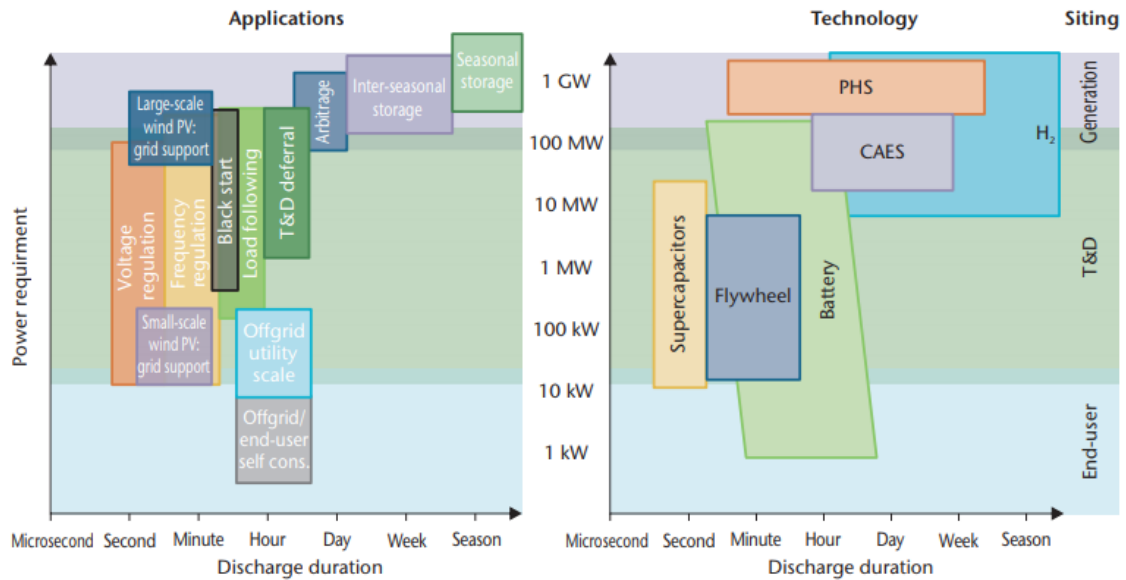 Applications
Technology
Siting
Power requirment
Large-scale
wind PV:
grid support
Voltage
regulation
Frequency
regulation
Small-scale
wind PV:
grid support
Black start
Load following
T&D deferral
Arbitrage
Inter-seasonal
storage
Seasonal
storage
Offgrid
utility
scale
Offgrid/
end-user
self cons.
Microsecond
Second
Minute
Hour
Day
Week
Season
Discharge duration
1 GW
100 MW
10 MW
1 MW
100 kW
10 kW
1 kW
PHS
H2
CAES
Supercapacitors
Flywheel
Battery
Microsecond
Second
Minute
Hour
Day
Week
Season
Discharge duration
Generation
T&D
End-user